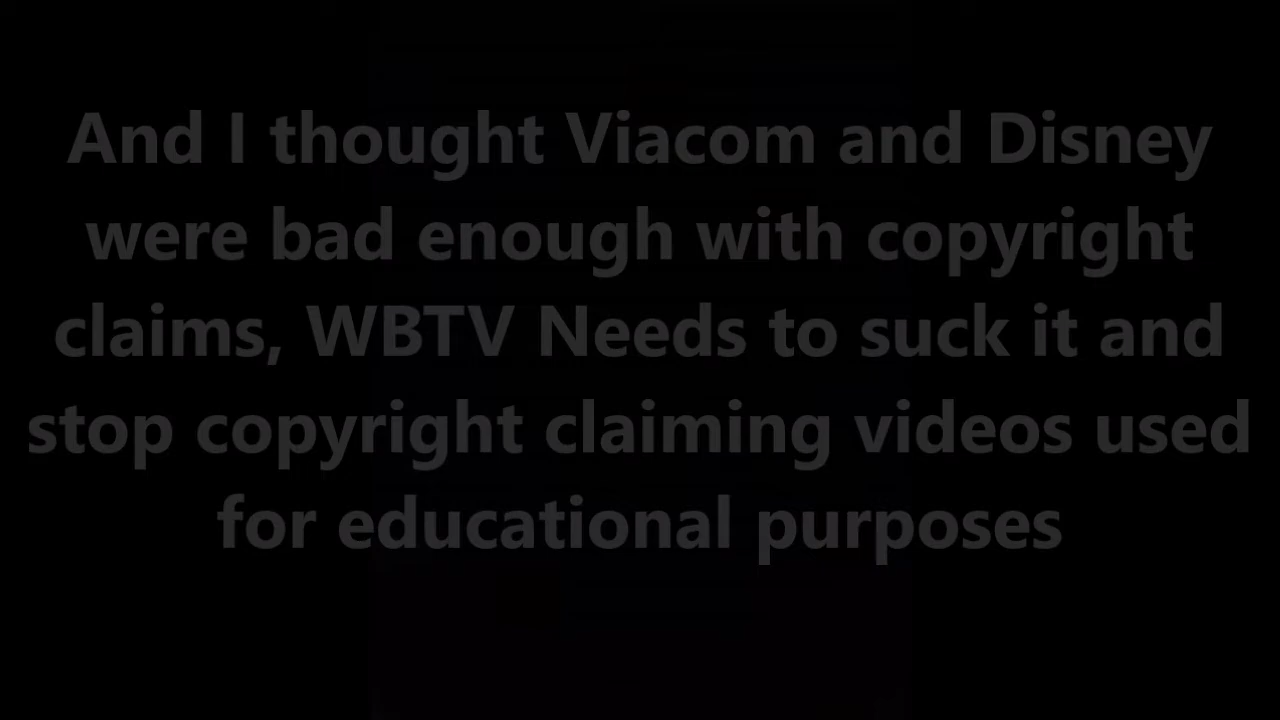 And I thought Viacom and Disney
were bad enough with copyright
claims, WBTV Needs to suck it and
stop copyright claiming videos used
for educational purposes